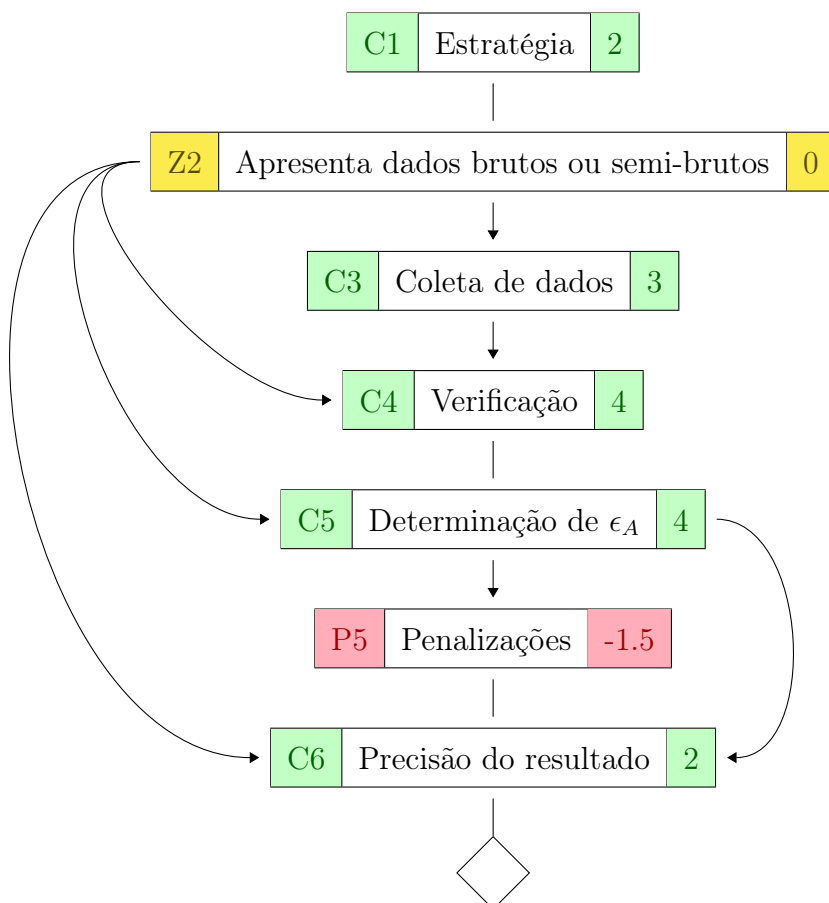 C1 Estratégia 2
Z2 Apresenta dados brutos ou semi-brutos 0
C3 Coleta de dados 3
C4 Verificação 4
C5 Determinação de ϵ_A 4
P5 Penalizações -1.5
C6 Precisão do resultado 2